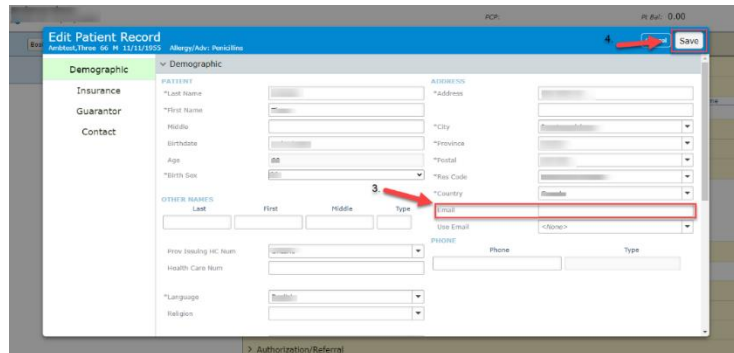 PCP:
Pt Bal: 0.00
Edit Patient Record
Ambtest,Three 66 M 11/11/1955 Allergy/Adv: Penicillins
4.
Save
Demographic
Insurance
Guarantor
Contact
Demographic
PATIENT
*Last Name
*First Name
Middle
Birthdate
Age
*Birth Sex
OTHER NAMES
Last First Middle Type
Prov Issuing HC Num
Health Care Num
*Language
Religion
ADDRESS
*Address
*City
*Province
*Postal
*Res Code
*Country
3.
Email
Use Email <None>
PHONE
Phone Type
> Authorization/Referral